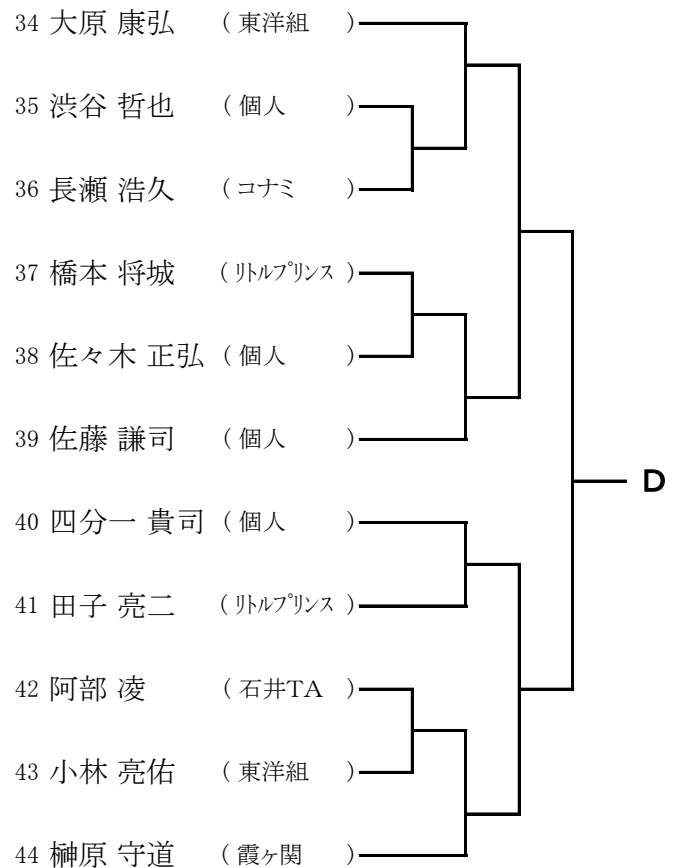 34 大原 康弘 ( 東洋組 )
35 渋谷 哲也 ( 個人 )
36 長瀬 浩久 ( コナミ )
37 橋本 将城 ( ﾘﾄﾙﾌﾟﾘﾝｽ )
38 佐々木 正弘 ( 個人 )
39 佐藤 謙司 ( 個人 )
D
40 四分一 貴司 ( 個人 )
41 田子 亮二 ( ﾘﾄﾙﾌﾟﾘﾝｽ )
42 阿部 凌 ( 石井TA )
43 小林 亮佑 ( 東洋組 )
44 榊原 守道 ( 霞ヶ関 )